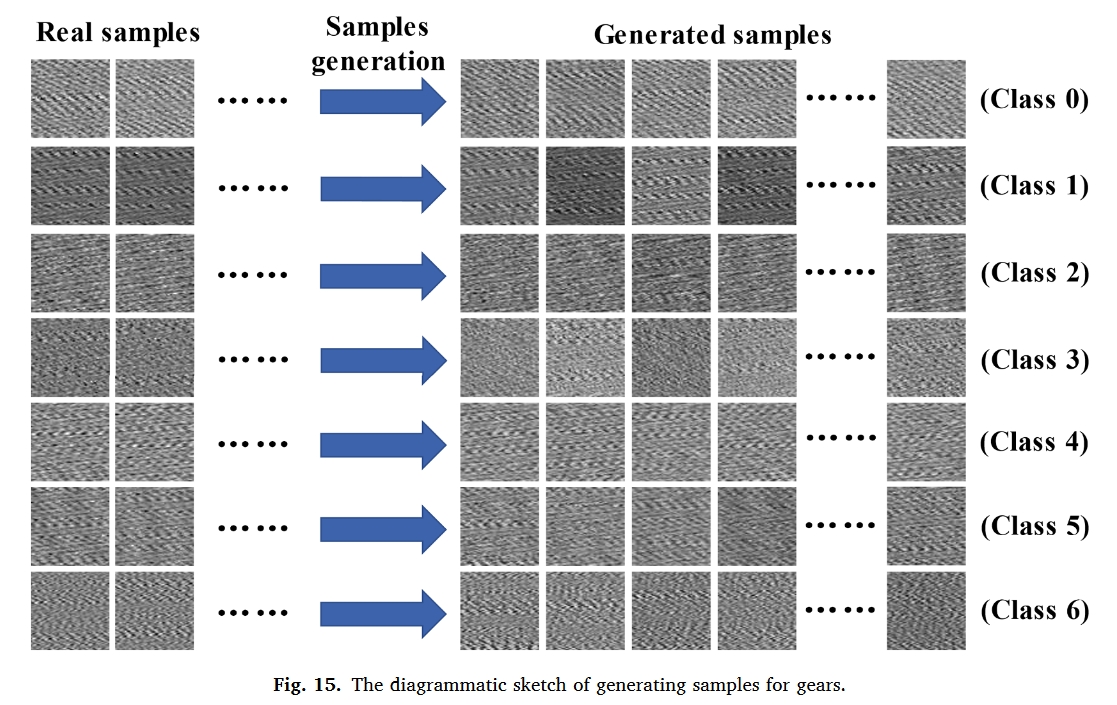 Real samples
Samples
generation
Generated samples
…… …… (Class 0)
…… …… (Class 1)
…… …… (Class 2)
…… …… (Class 3)
…… …… (Class 4)
…… …… (Class 5)
…… …… (Class 6)
Fig. 15. The diagrammatic sketch of generating samples for gears.